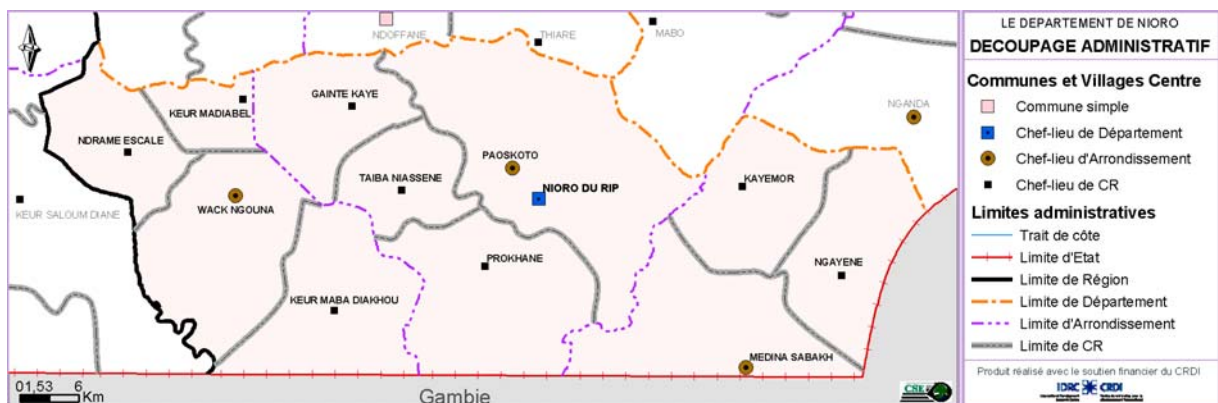 NDOFFANE
THIARE
MABO
GAINTE KAYE
KEUR MADIABEL
NGANDA
NDRAME ESCALE
PAOSKOTO
TAIBA NIASSENE
NIORO DU RIP
KAYEMOR
KEUR SALOUM DIANE
WACK NGOUNA
PROKHANE
NGAYENE
KEUR MABA DIAKHOU
MEDINA SABAKH
01,53 6
Km
Gambie
CSE
LE DEPARTEMENT DE NIORO
DECOUPAGE ADMINISTRATIF
Communes et Villages Centre
Commune simple
Chef-lieu de Département
Chef-lieu d'Arrondissement
Chef-lieu de CR
Limites administratives
Trait de côte
Limite d'Etat
Limite de Région
Limite de Département
Limite d'Arrondissement
Limite de CR
Produit réalisé avec le soutien financier du CRDI
IDRC CRDI